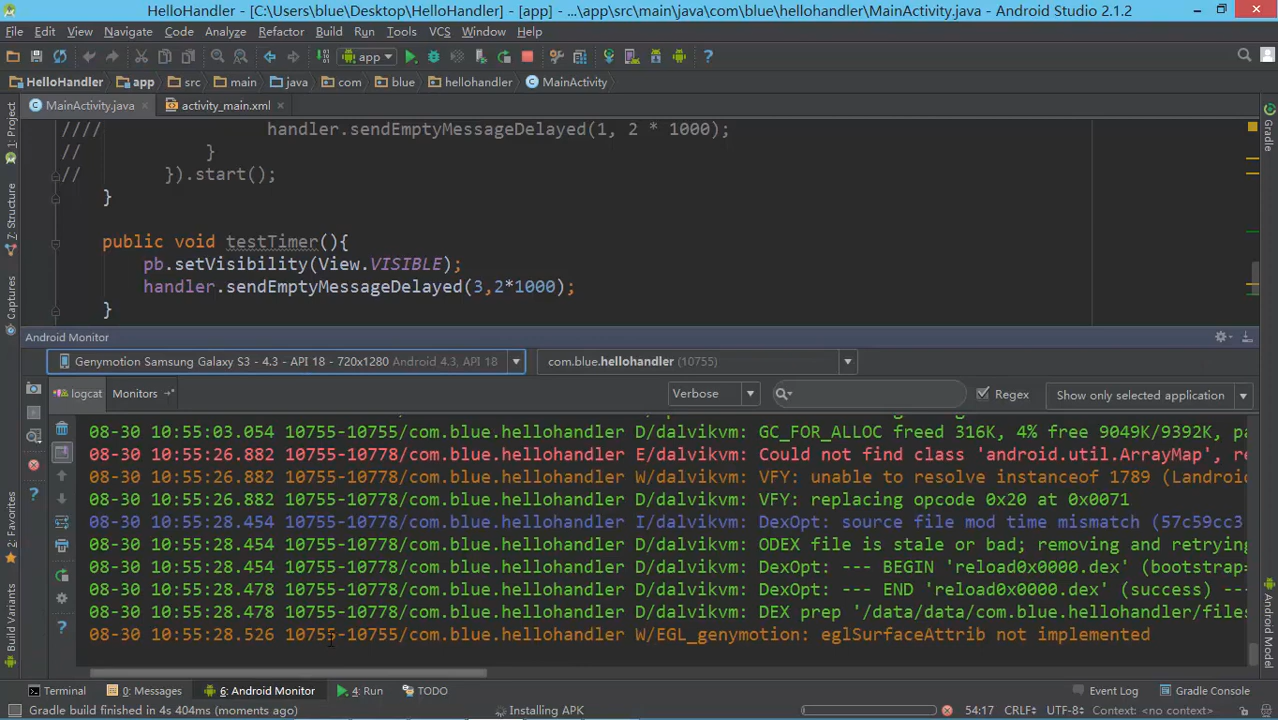 HelloHandler - [C:\Users\blue\Desktop\HelloHandler] - [app] - ...\app\src\main\java\com\blue\hellohandler\MainActivity.java - Android Studio 2.1.2
File Edit View Navigate Code Analyze Refactor Build Run Tools VCS Window Help
app
HelloHandler app src main java com blue hellohandler MainActivity
MainActivity.java activity_main.xml
//// handler.sendEmptyMessageDelayed(1, 2 * 1000);
// }
// }).start();
}
public void testTimer(){
pb.setVisibility(View.VISIBLE);
handler.sendEmptyMessageDelayed(3,2*1000);
}
Android Monitor
Genymotion Samsung Galaxy S3 - 4.3 - API 18 - 720x1280 Android 4.3, API 18 com.blue.hellohandler (10755)
logcat Monitors Verbose Regex Show only selected application
08-30 10:55:03.054 10755-10755/com.blue.hellohandler D/dalvikvm: GC_FOR_ALLOC freed 316K, 4% free 9049K/9392K, pa
08-30 10:55:26.882 10755-10778/com.blue.hellohandler E/dalvikvm: Could not find class 'android.util.ArrayMap', re
08-30 10:55:26.882 10755-10778/com.blue.hellohandler W/dalvikvm: VFY: unable to resolve instanceof 1789 (Landroid
08-30 10:55:26.882 10755-10778/com.blue.hellohandler D/dalvikvm: VFY: replacing opcode 0x20 at 0x0071
08-30 10:55:28.454 10755-10778/com.blue.hellohandler I/dalvikvm: DexOpt: source file mod time mismatch (57c59cc3
08-30 10:55:28.454 10755-10778/com.blue.hellohandler D/dalvikvm: ODEX file is stale or bad; removing and retrying
08-30 10:55:28.454 10755-10778/com.blue.hellohandler D/dalvikvm: DexOpt: --- BEGIN 'reload0x0000.dex' (bootstrap=
08-30 10:55:28.478 10755-10778/com.blue.hellohandler D/dalvikvm: DexOpt: --- END 'reload0x0000.dex' (success) ---
08-30 10:55:28.478 10755-10778/com.blue.hellohandler D/dalvikvm: DEX prep '/data/data/com.blue.hellohandler/files
08-30 10:55:28.526 10755-10755/com.blue.hellohandler W/EGL_genymotion: eglSurfaceAttrib not implemented
Terminal 0: Messages 6: Android Monitor 4: Run TODO Event Log Gradle Console
Gradle build finished in 4s 404ms (moments ago) Installing APK 54:17 CRLF÷ UTF-8÷ Context: <no context>
1: Project
7: Structure
Captures
2: Favorites
Build Variants
Gradle
Android Model